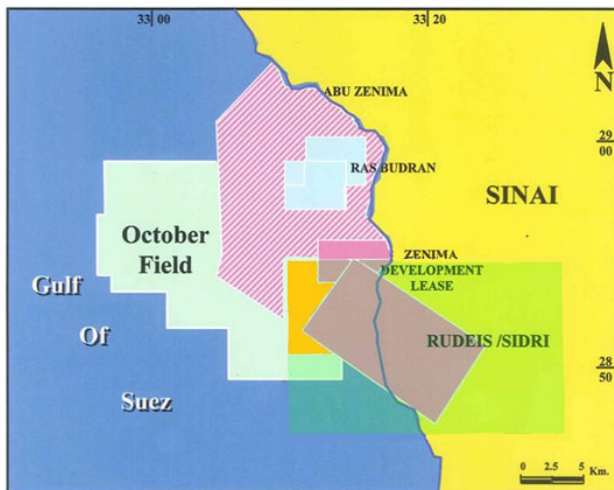 33 00
33 20
N
ABU ZENIMA
29
00
RAS BUDRAN
SINAI
October
Field
ZENIMA
DEVELOPMENT
LEASE
Gulf
Of
Suez
RUDEIS /SIDRI
28
50
0 2.5 5
Km.